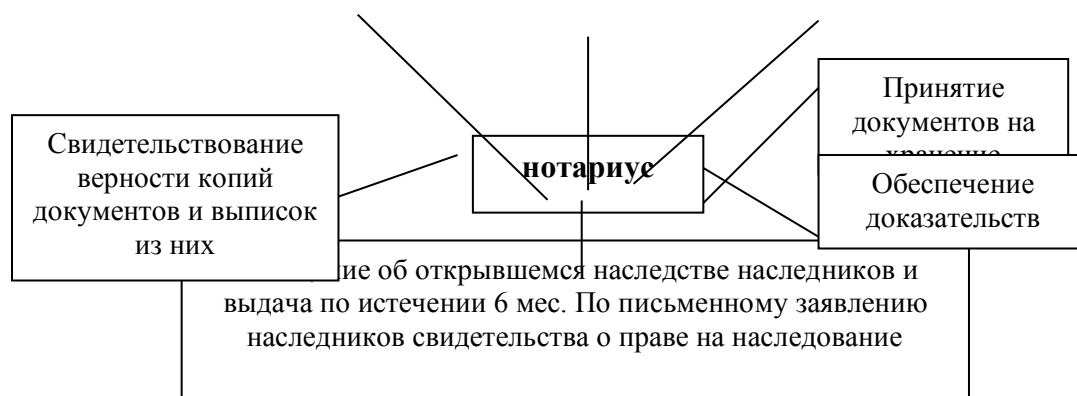 Принятие
документов на
хранение
Свидетельствование
верности копий
документов и выписок
из них
нотариус
Обеспечение
доказательств
об открывшемся наследстве наследников и
выдача по истечении 6 мес. По письменному заявлению
наследников свидетельства о праве на наследование